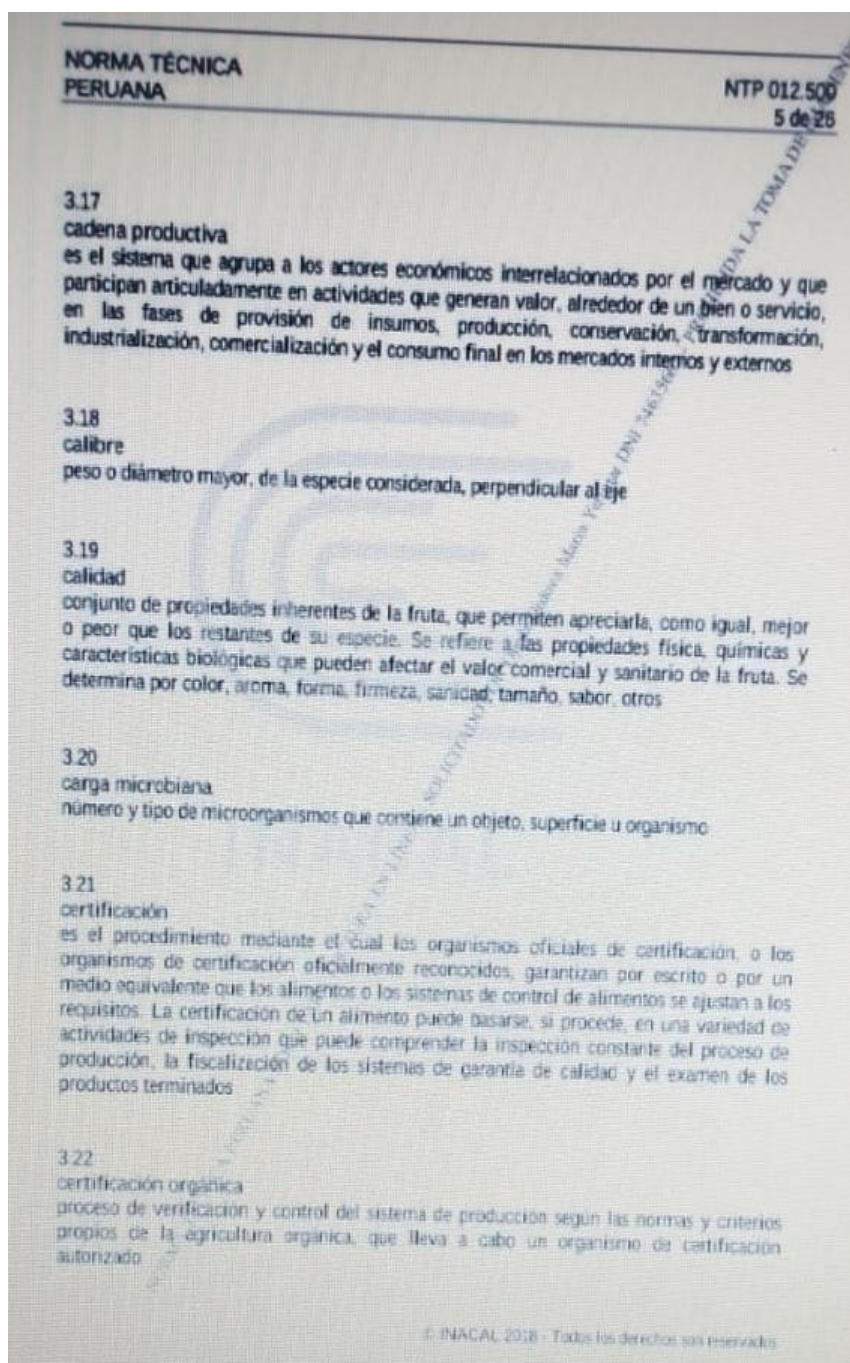 NORMA TÉCNICA
PERUANA
NTP 012.500
5 de 26
3.17
cadena productiva
es el sistema que agrupa a los actores económicos interrelacionados por el mercado y que
participan articuladamente en actividades que generan valor, alrededor de un bien o servicio,
en las fases de provisión de insumos, producción, conservación, transformación,
industrialización, comercialización y el consumo final en los mercados internos y externos
3.18
calibre
peso o diámetro mayor, de la especie considerada, perpendicular al eje
3.19
calidad
conjunto de propiedades inherentes de la fruta, que permiten apreciarla, como igual, mejor
o peor que los restantes de su especie. Se refiere a las propiedades física, químicas y
características biológicas que pueden afectar el valor comercial y sanitario de la fruta. Se
determina por color, aroma, forma, firmeza, sanidad, tamaño, sabor, otros
3.20
carga microbiana
número y tipo de microorganismos que contiene un objeto, superficie u organismo
3.21
certificación
es el procedimiento mediante el cual los organismos oficiales de certificación, o los
organismos de certificación oficialmente reconocidos, garantizan por escrito o por un
medio equivalente que los alimentos o los sistemas de control de alimentos se ajustan a los
requisitos. La certificación de un alimento puede basarse, si procede, en una variedad de
actividades de inspección que puede comprender la inspección constante del proceso de
producción, la fiscalización de los sistemas de garantía de calidad y el examen de los
productos terminados
3.22
certificación orgánica
proceso de verificación y control del sistema de producción según las normas y criterios
propios de la agricultura orgánica, que lleva a cabo un organismo de certificación
autorizado
© INACAL 2018 - Todos los derechos son reservados
LA TOMA DE
DNI
SOLICITADO